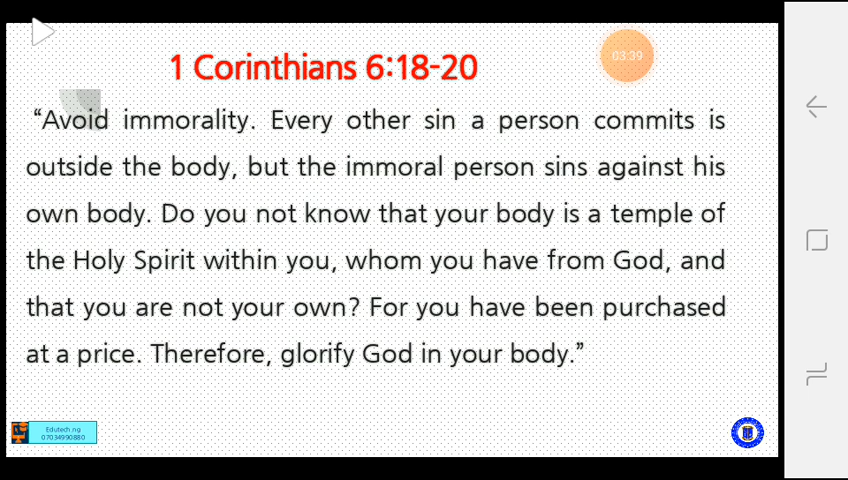 1 Corinthians 6:18-20
03:39
“Avoid immorality. Every other sin a person commits is
outside the body, but the immoral person sins against his
own body. Do you not know that your body is a temple of
the Holy Spirit within you, whom you have from God, and
that you are not your own? For you have been purchased
at a price. Therefore, glorify God in your body.”
Edutech.ng
07034990880